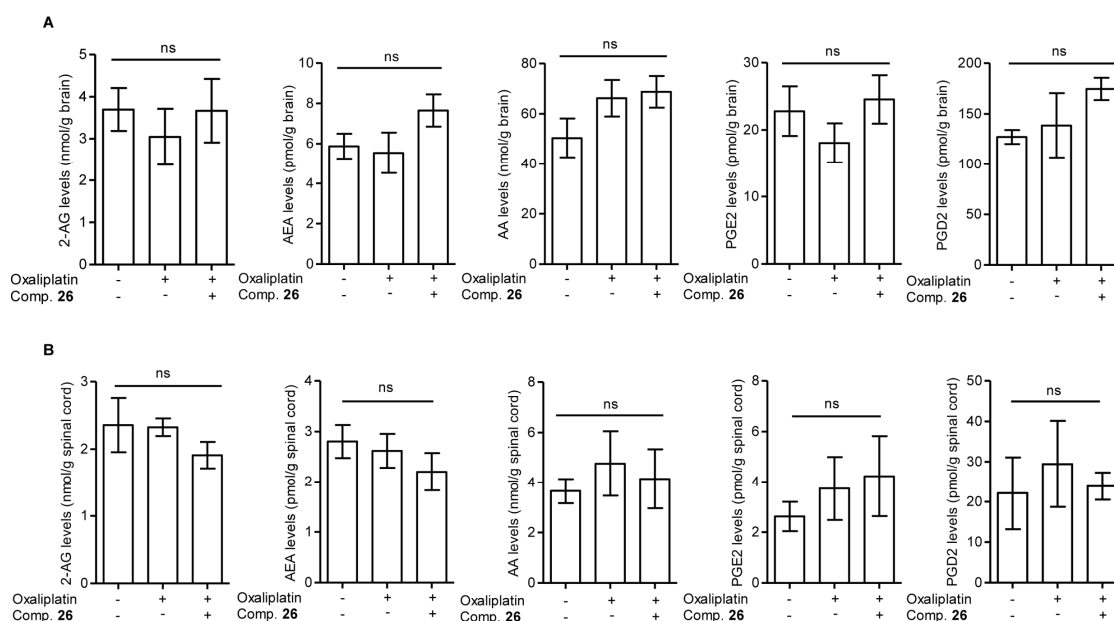 A
2-AG levels (nmol/g brain)
5
4
3
2
1
0
ns
Oxaliplatin - + +
Comp. 26 - - +
AEA levels (pmol/g brain)
10
8
6
4
2
0
ns
Oxaliplatin - + +
Comp. 26 - - +
AA levels (nmol/g brain)
80
60
40
20
0
ns
Oxaliplatin - + +
Comp. 26 - - +
PGE2 levels (pmol/g brain)
30
20
10
0
ns
Oxaliplatin - + +
Comp. 26 - - +
PGD2 levels (pmol/g brain)
200
150
100
50
0
ns
Oxaliplatin - + +
Comp. 26 - - +
B
2-AG levels (nmol/g spinal cord)
3
2
1
0
ns
Oxaliplatin - + +
Comp. 26 - - +
AEA levels (pmol/g spinal cord)
4
3
2
1
0
ns
Oxaliplatin - + +
Comp. 26 - - +
AA levels (nmol/g spinal cord)
8
6
4
2
0
ns
Oxaliplatin - + +
Comp. 26 - - +
PGE2 levels (pmol/g spinal cord)
8
6
4
2
0
ns
Oxaliplatin - + +
Comp. 26 - - +
PGD2 levels (pmol/g spinal cord)
50
40
30
20
10
0
ns
Oxaliplatin - + +
Comp. 26 - - +